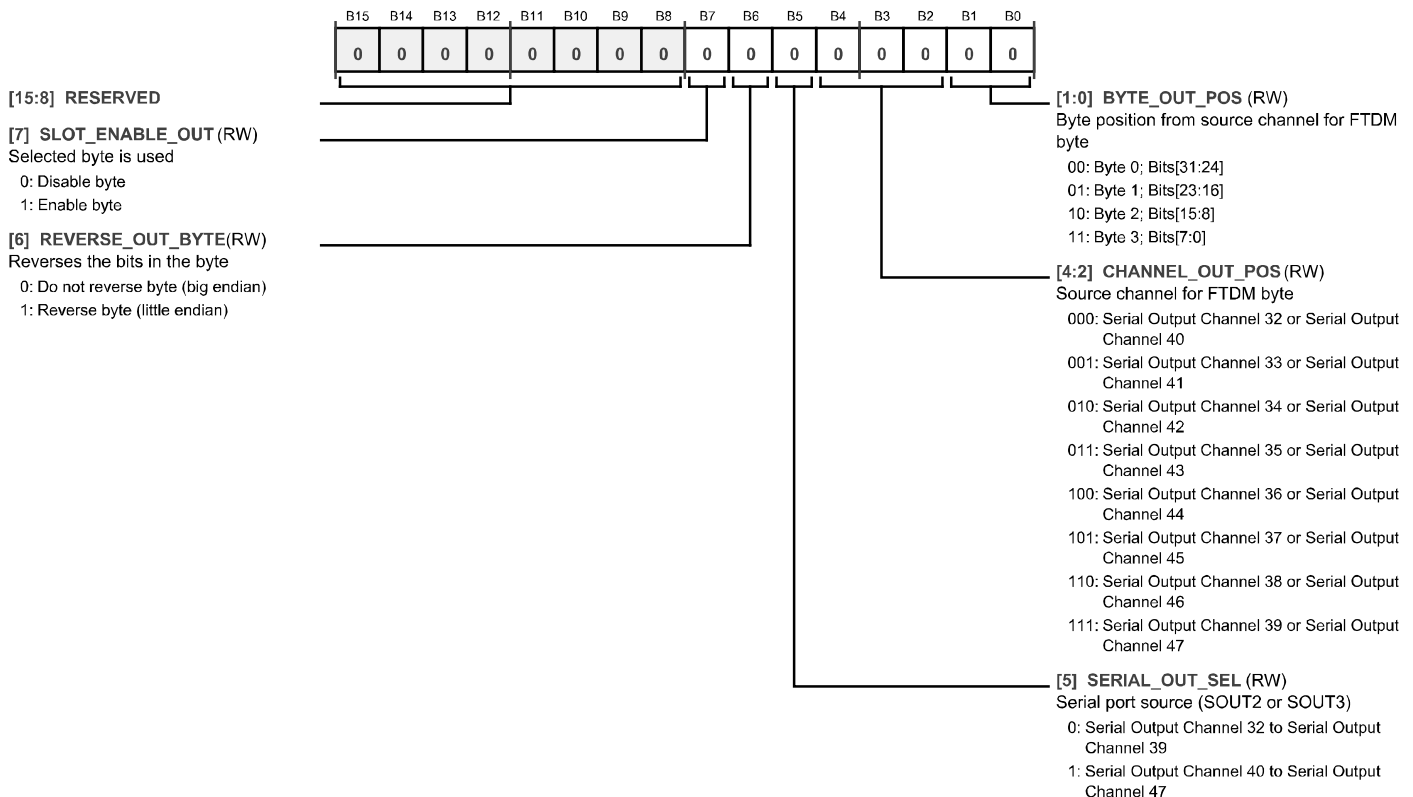 B15 B14 B13 B12 B11 B10 B9 B8 B7 B6 B5 B4 B3 B2 B1 B0
0 0 0 0 0 0 0 0 0 0 0 0 0 0 0 0
[15:8] RESERVED
[7] SLOT_ENABLE_OUT (RW)
Selected byte is used
0: Disable byte
1: Enable byte
[6] REVERSE_OUT_BYTE(RW)
Reverses the bits in the byte
0: Do not reverse byte (big endian)
1: Reverse byte (little endian)
[1:0] BYTE_OUT_POS (RW)
Byte position from source channel for FTDM
byte
00: Byte 0; Bits[31:24]
01: Byte 1; Bits[23:16]
10: Byte 2; Bits[15:8]
11: Byte 3; Bits[7:0]
[4:2] CHANNEL_OUT_POS (RW)
Source channel for FTDM byte
000: Serial Output Channel 32 or Serial Output
Channel 40
001: Serial Output Channel 33 or Serial Output
Channel 41
010: Serial Output Channel 34 or Serial Output
Channel 42
011: Serial Output Channel 35 or Serial Output
Channel 43
100: Serial Output Channel 36 or Serial Output
Channel 44
101: Serial Output Channel 37 or Serial Output
Channel 45
110: Serial Output Channel 38 or Serial Output
Channel 46
111: Serial Output Channel 39 or Serial Output
Channel 47
[5] SERIAL_OUT_SEL (RW)
Serial port source (SOUT2 or SOUT3)
0: Serial Output Channel 32 to Serial Output
Channel 39
1: Serial Output Channel 40 to Serial Output
Channel 47